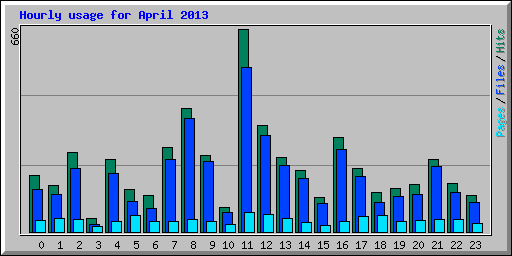 Hourly usage for April 2013
660
Pages/Files/Hits
0 1 2 3 4 5 6 7 8 9 10 11 12 13 14 15 16 17 18 19 20 21 22 23